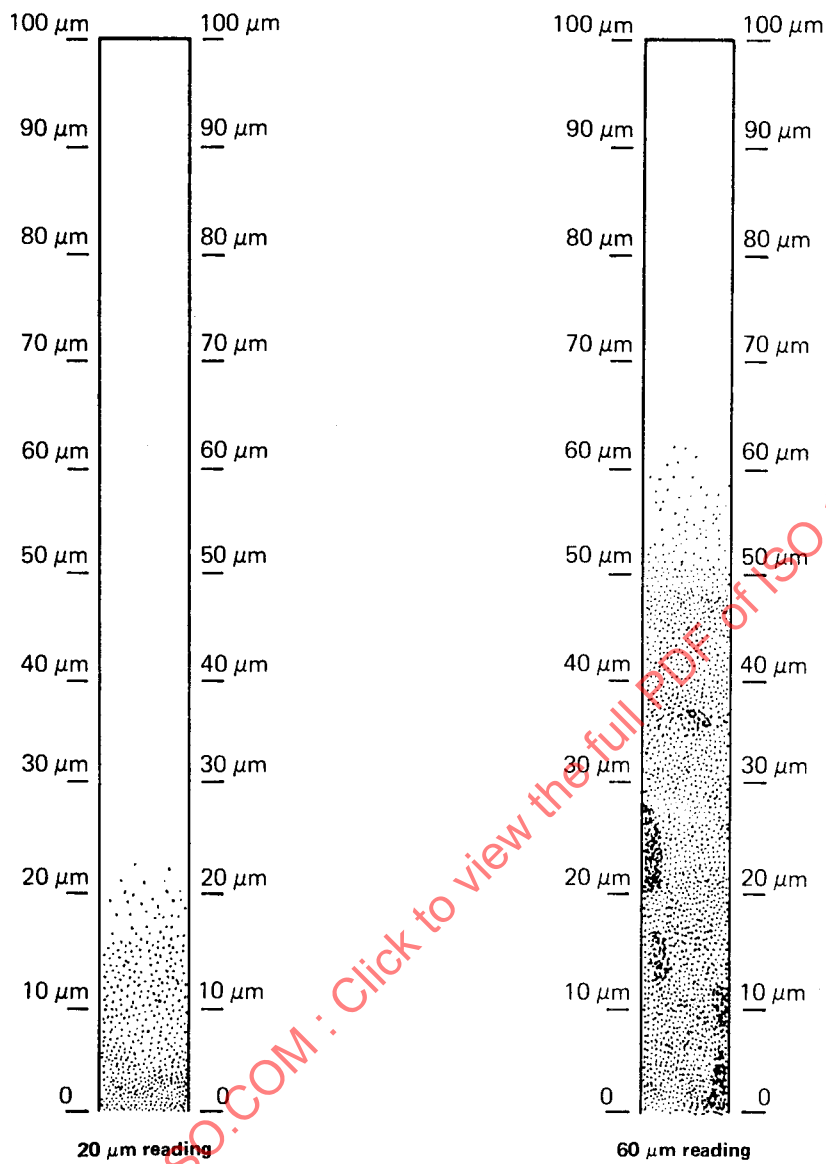 100 μm 100 μm 100 μm 100 μm
90 μm 90 μm 90 μm 90 μm
80 μm 80 μm 80 μm 80 μm
70 μm 70 μm 70 μm 70 μm
60 μm 60 μm 60 μm 60 μm
50 μm 50 μm 50 μm 50 μm
40 μm 40 μm 40 μm 40 μm
30 μm 30 μm 30 μm 30 μm
20 μm 20 μm 20 μm 20 μm
10 μm 10 μm 10 μm 10 μm
0 0 0 0
20 μm reading 60 μm reading
SO.COM : Click to view the full PDF of ISO